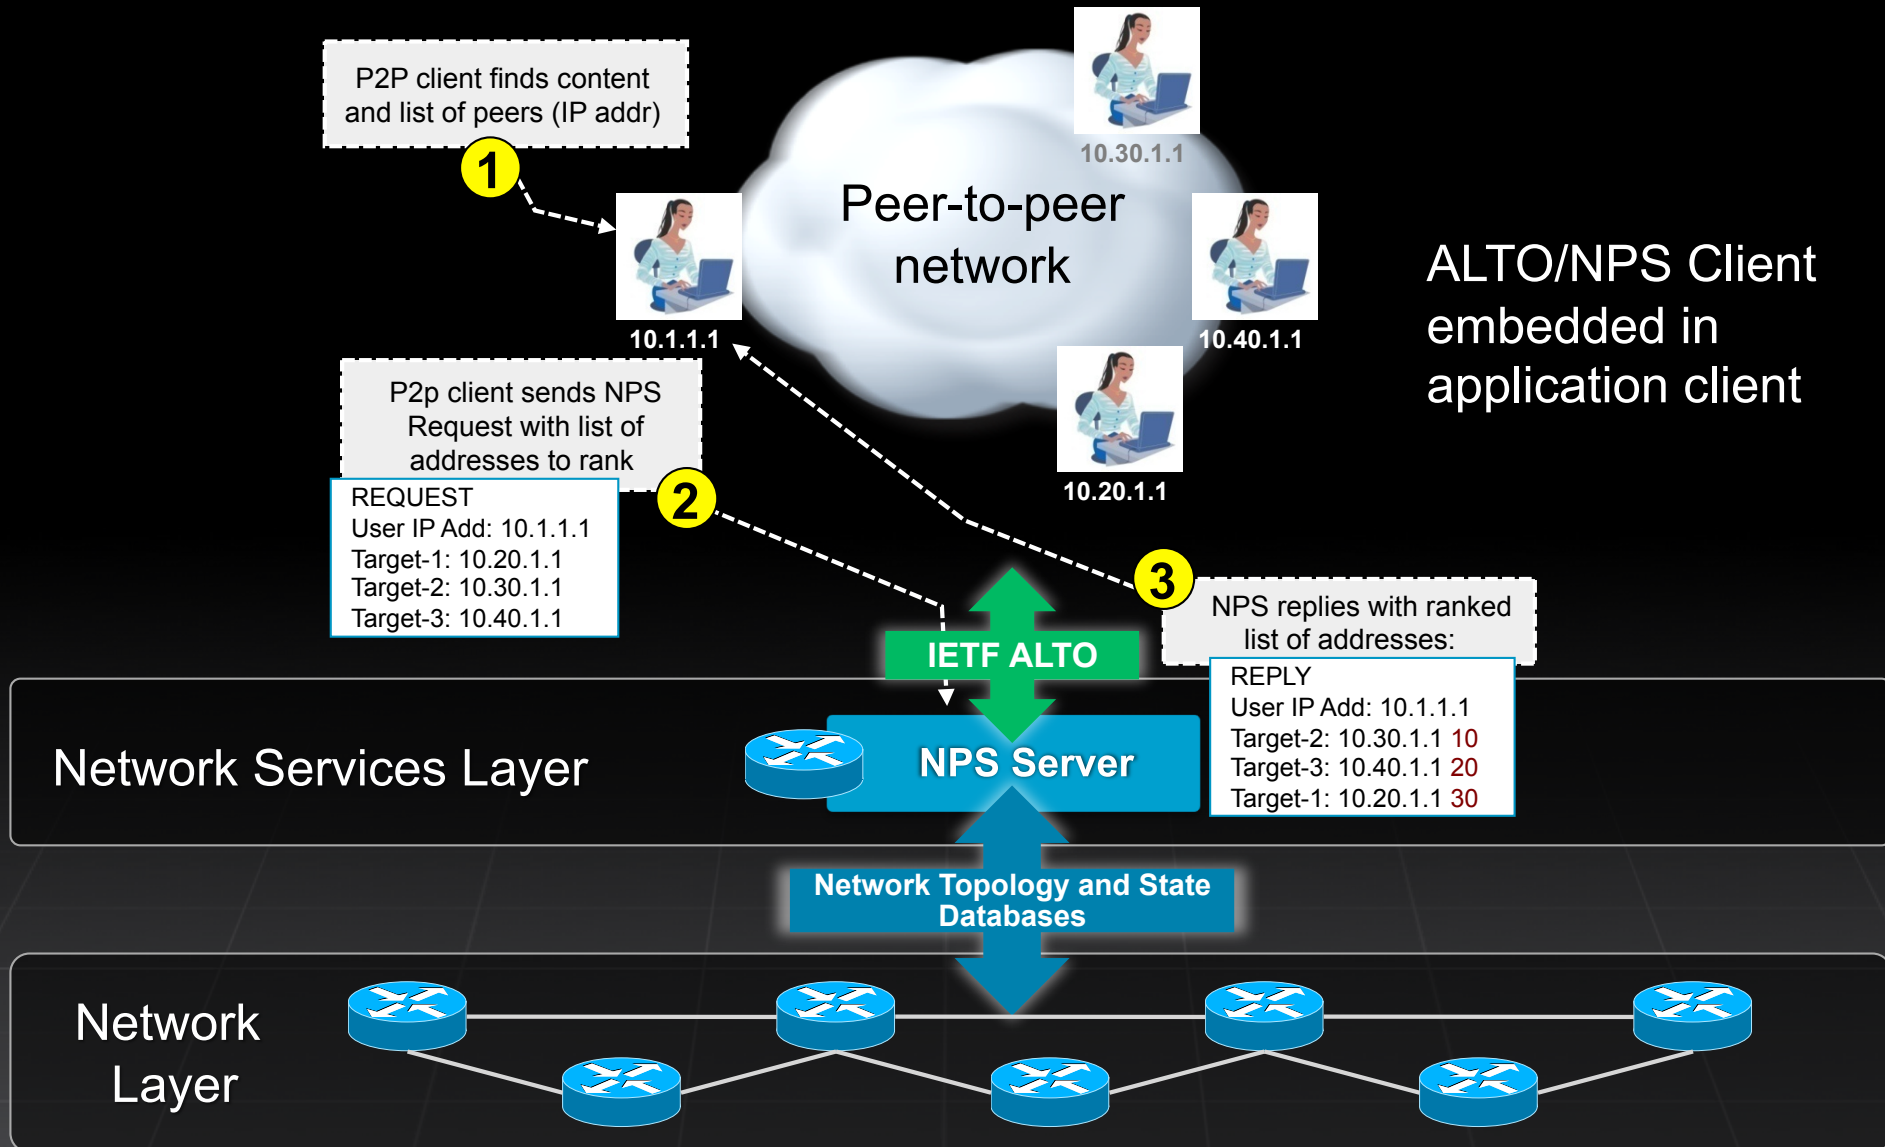 P2P client finds content
and list of peers (IP addr)
1
10.30.1.1
Peer-to-peer
network
10.1.1.1
10.40.1.1
10.20.1.1
ALTO/NPS Client
embedded in
application client
P2p client sends NPS
Request with list of
addresses to rank
2
REQUEST
User IP Add: 10.1.1.1
Target-1: 10.20.1.1
Target-2: 10.30.1.1
Target-3: 10.40.1.1
3
NPS replies with ranked
list of addresses:
REPLY
User IP Add: 10.1.1.1
Target-2: 10.30.1.1 10
Target-3: 10.40.1.1 20
Target-1: 10.20.1.1 30
IETF ALTO
Network Services Layer
NPS Server
Network Topology and State
Databases
Network
Layer